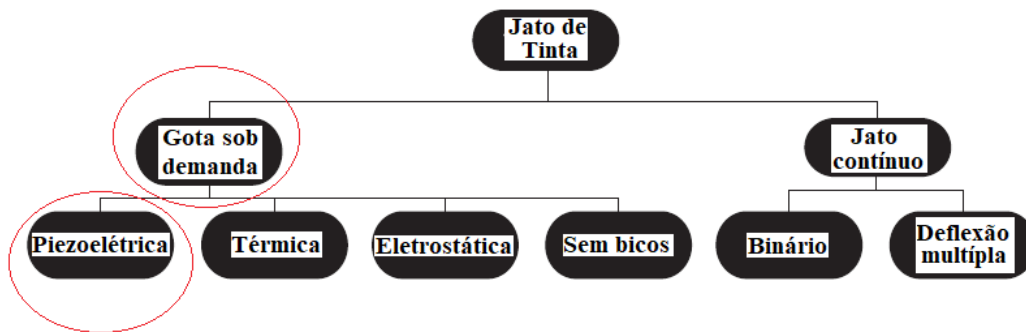 Jato de
Tinta
Gota sob
demanda
Jato
contínuo
Piezoelétrica
Térmica
Eletrostática
Sem bicos
Binário
Deflexão
multípla